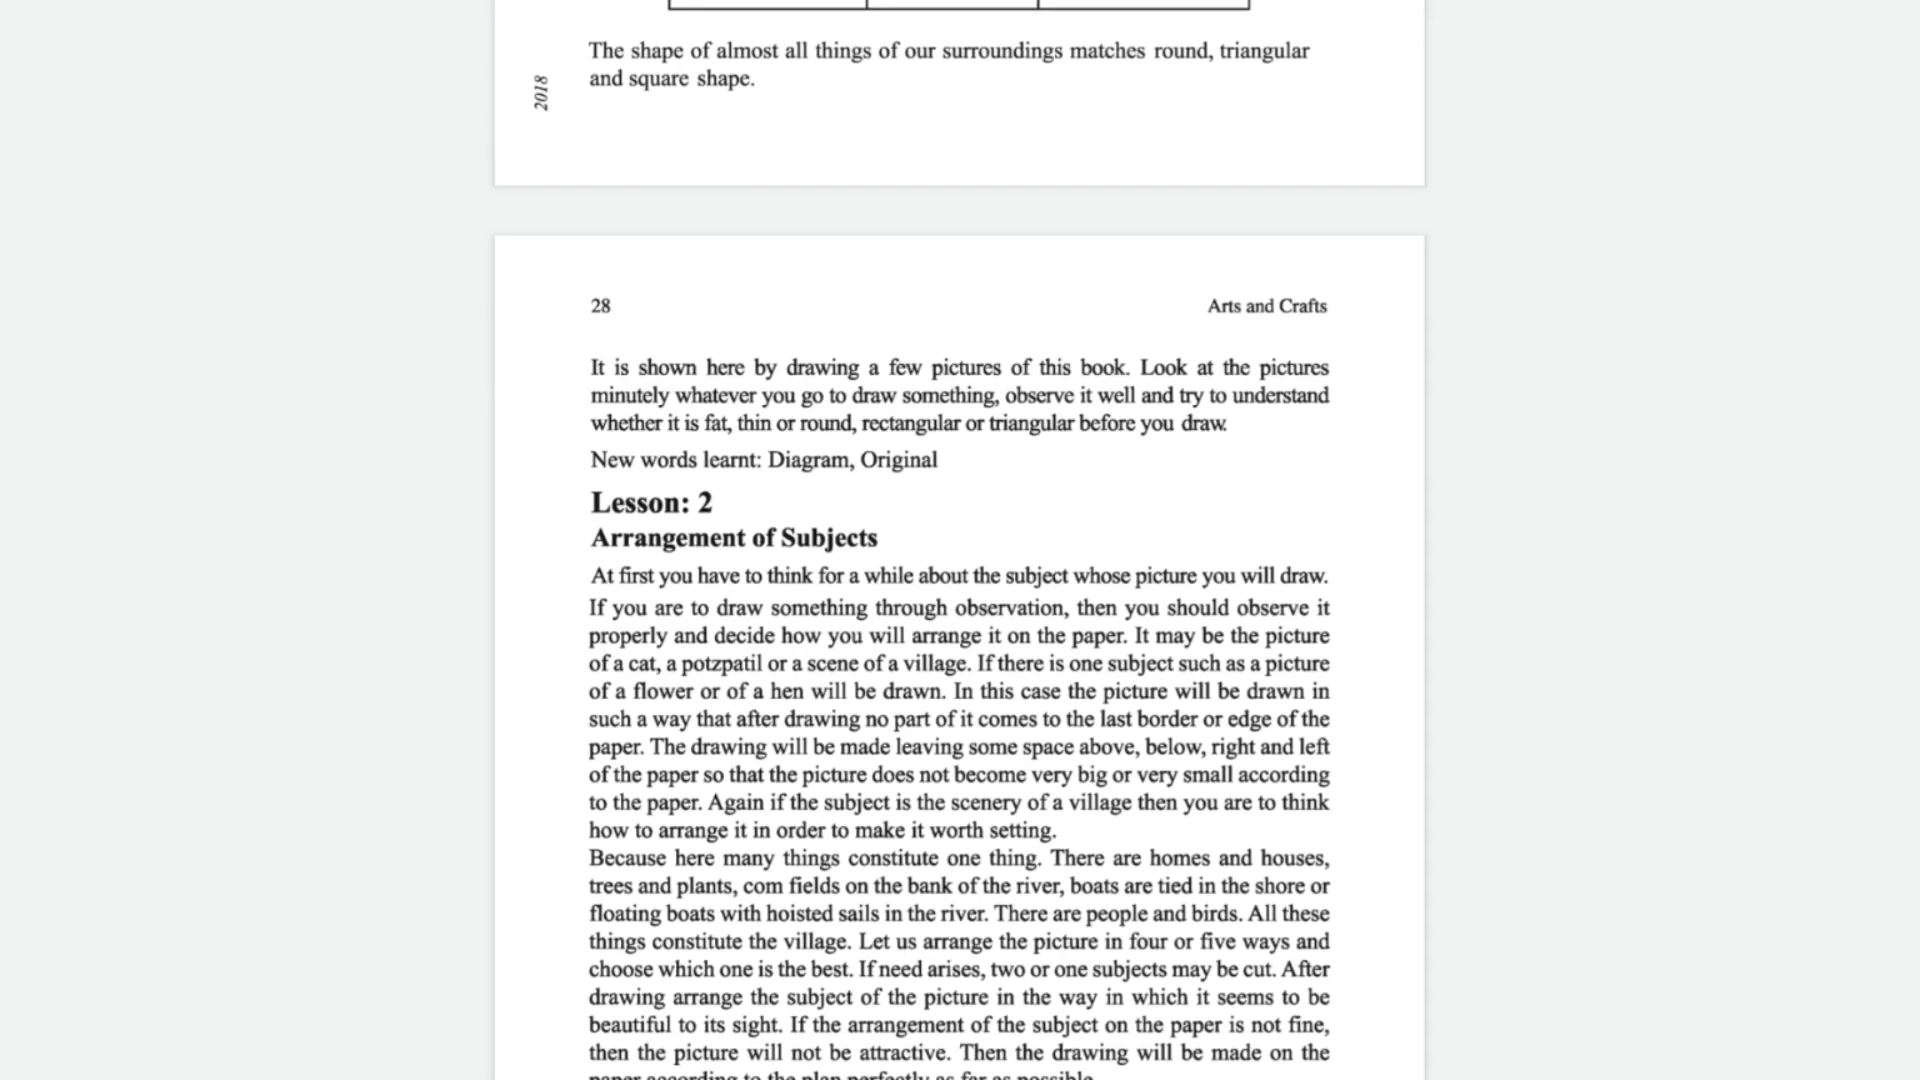 The shape of almost all things of our surroundings matches round, triangular
and square shape.
2018
28 Arts and Crafts
It is shown here by drawing a few pictures of this book. Look at the pictures
minutely whatever you go to draw something, observe it well and try to understand
whether it is fat, thin or round, rectangular or triangular before you draw.
New words learnt: Diagram, Original
Lesson: 2
Arrangement of Subjects
At first you have to think for a while about the subject whose picture you will draw.
If you are to draw something through observation, then you should observe it
properly and decide how you will arrange it on the paper. It may be the picture
of a cat, a potzpatil or a scene of a village. If there is one subject such as a picture
of a flower or of a hen will be drawn. In this case the picture will be drawn in
such a way that after drawing no part of it comes to the last border or edge of the
paper. The drawing will be made leaving some space above, below, right and left
of the paper so that the picture does not become very big or very small according
to the paper. Again if the subject is the scenery of a village then you are to think
how to arrange it in order to make it worth setting.
Because here many things constitute one thing. There are homes and houses,
trees and plants, com fields on the bank of the river, boats are tied in the shore or
floating boats with hoisted sails in the river. There are people and birds. All these
things constitute the village. Let us arrange the picture in four or five ways and
choose which one is the best. If need arises, two or one subjects may be cut. After
drawing arrange the subject of the picture in the way in which it seems to be
beautiful to its sight. If the arrangement of the subject on the paper is not fine,
then the picture will not be attractive. Then the drawing will be made on the
paper according to the plan perfectly as far as possible.